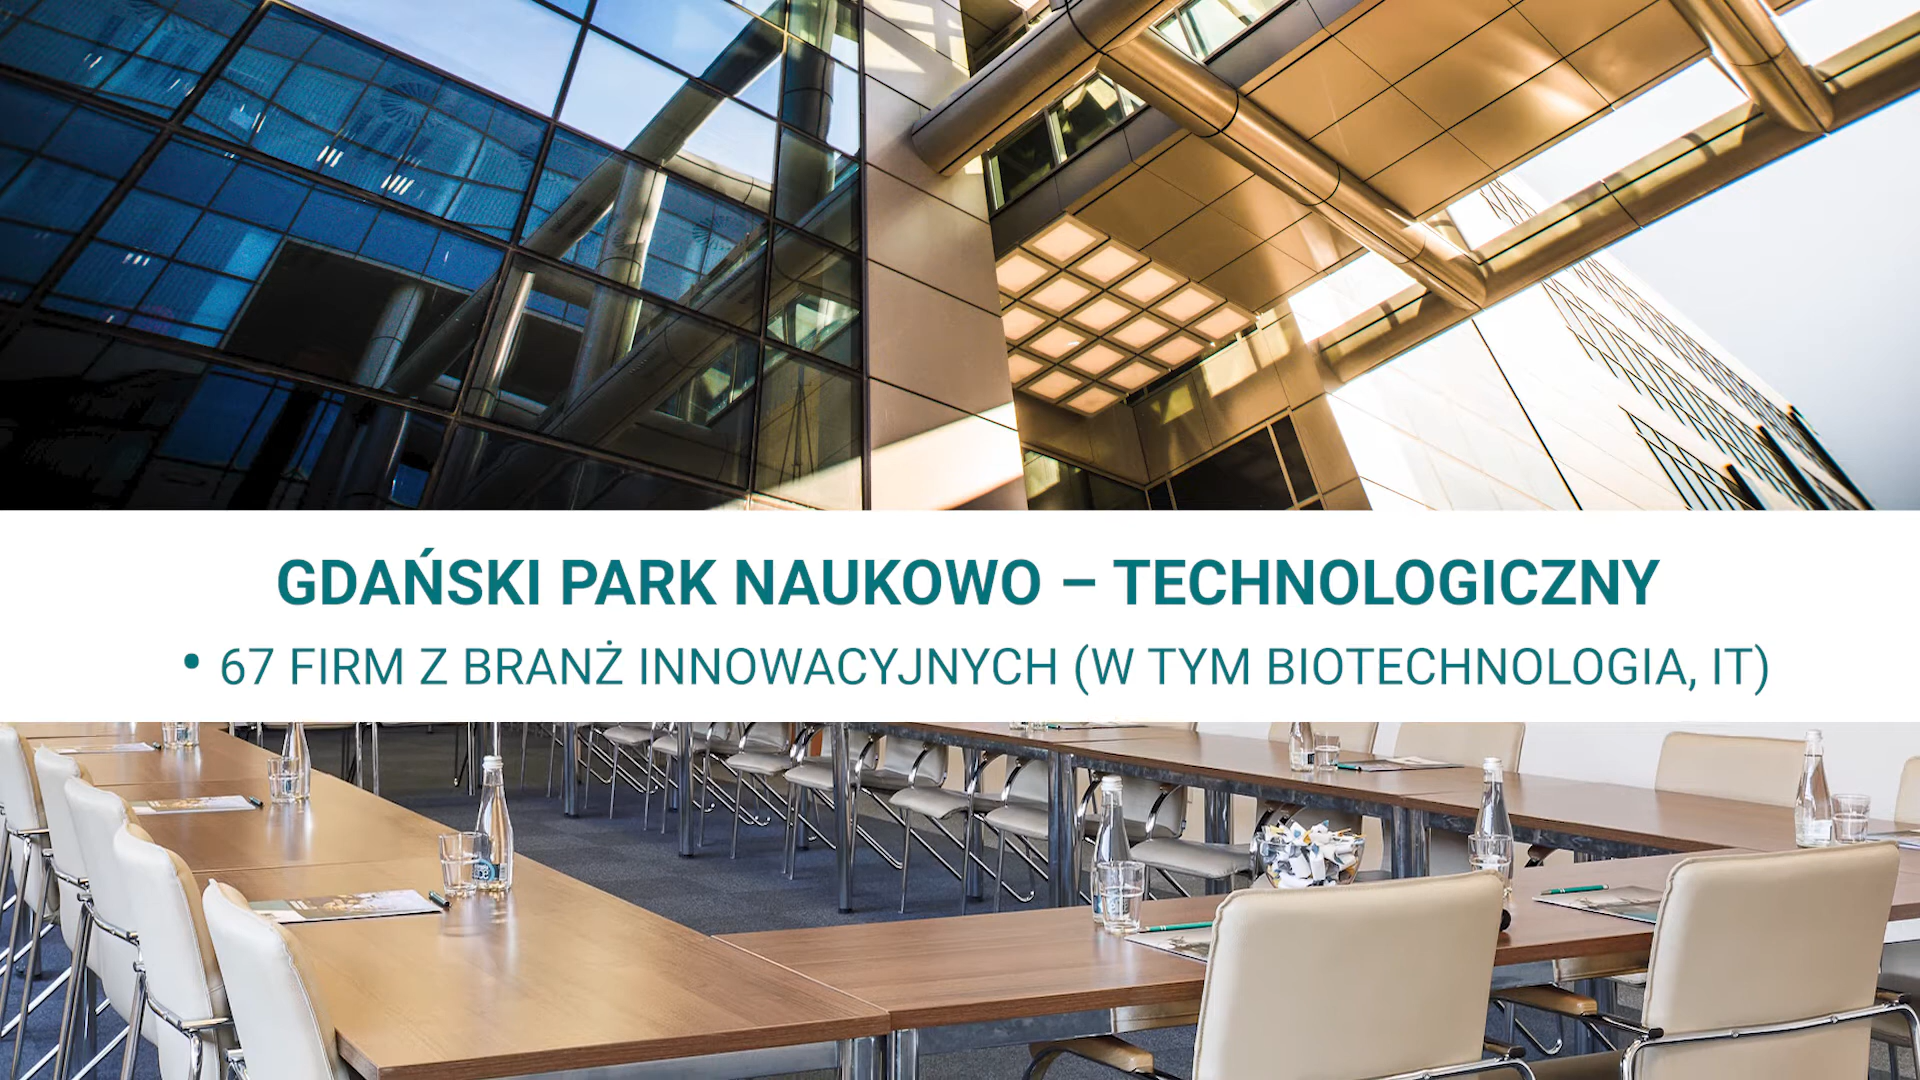 GDAŃSKI PARK NAUKOWO – TECHNOLOGICZNY
• 67 FIRM Z BRANŻ INNOWACYJNYCH (W TYM BIOTECHNOLOGIA, IT)